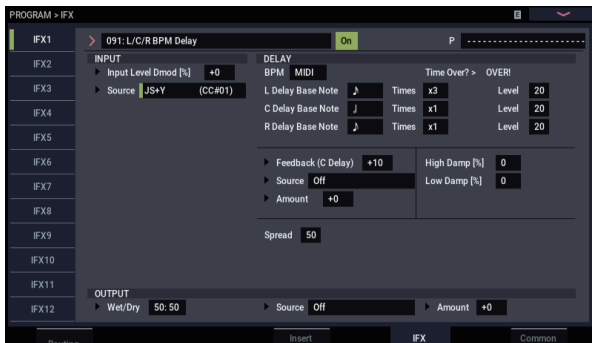 PROGRAM > IFX E
IFX1 091: L/C/R BPM Delay On P -----------------------
INPUT DELAY
IFX2 Input Level Dmod [%] +0 BPM MIDI Time Over? > OVER!
IFX3 Source JS+Y (CC#01) L Delay Base Note ♪ Times x3 Level 20
IFX4 C Delay Base Note ♩ Times x1 Level 20
IFX5 R Delay Base Note ♪ Times x1 Level 20
IFX6 Feedback (C Delay) +10 High Damp [%] 0
IFX7 Source Off Low Damp [%] 0
IFX8 Amount +0
IFX9 Spread 50
IFX10
IFX11
OUTPUT
IFX12 Wet/Dry 50: 50 Source Off Amount +0
Routing Insert IFX Common